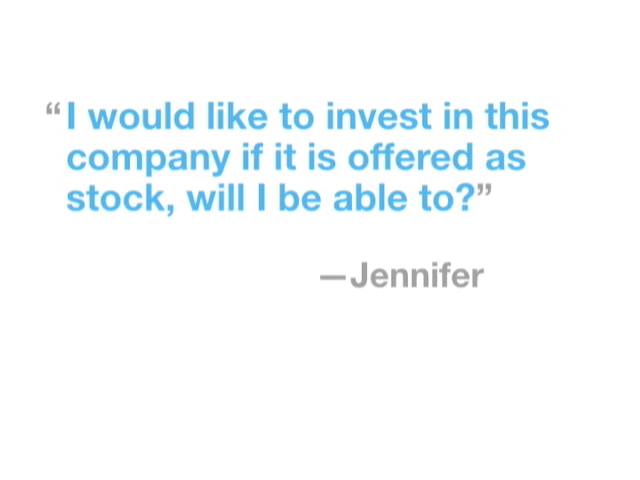 “I would like to invest in this
company if it is offered as
stock, will I be able to?”
—Jennifer